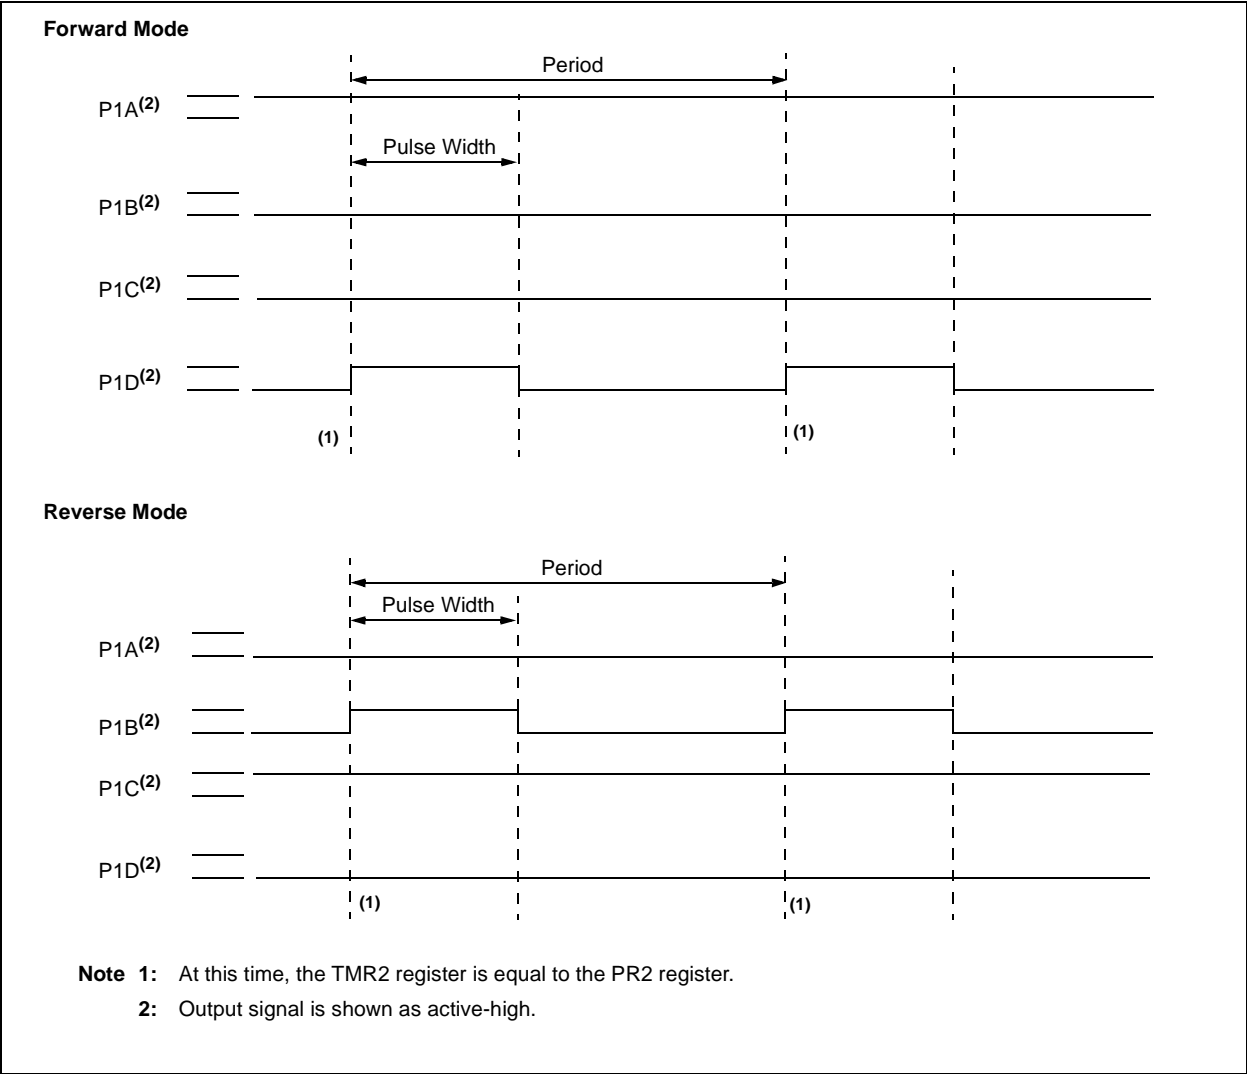 Forward Mode
Period
P1A(2)
Pulse Width
P1B(2)
P1C(2)
P1D(2)
(1)
(1)
Reverse Mode
Period
Pulse Width
P1A(2)
P1B(2)
P1C(2)
P1D(2)
(1)
(1)
Note 1: At this time, the TMR2 register is equal to the PR2 register.
2: Output signal is shown as active-high.